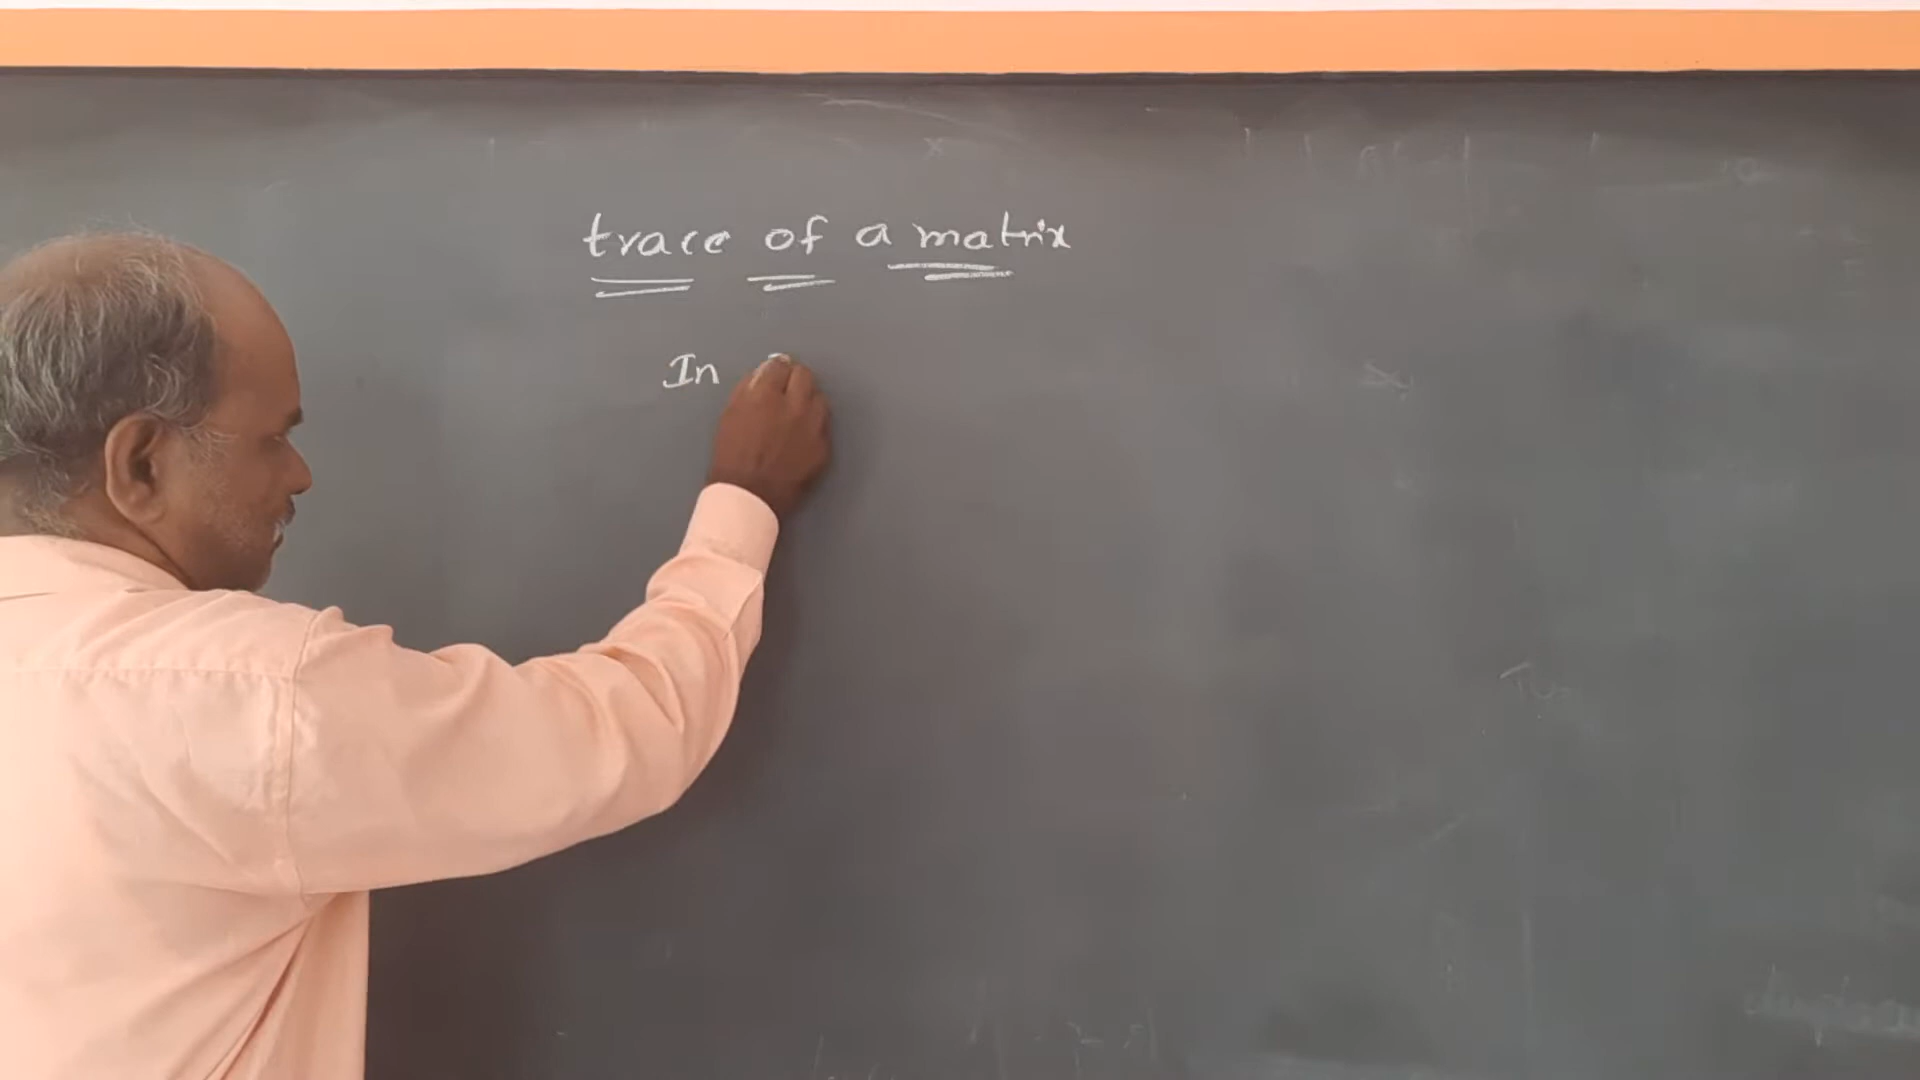 trace of a matrix
In